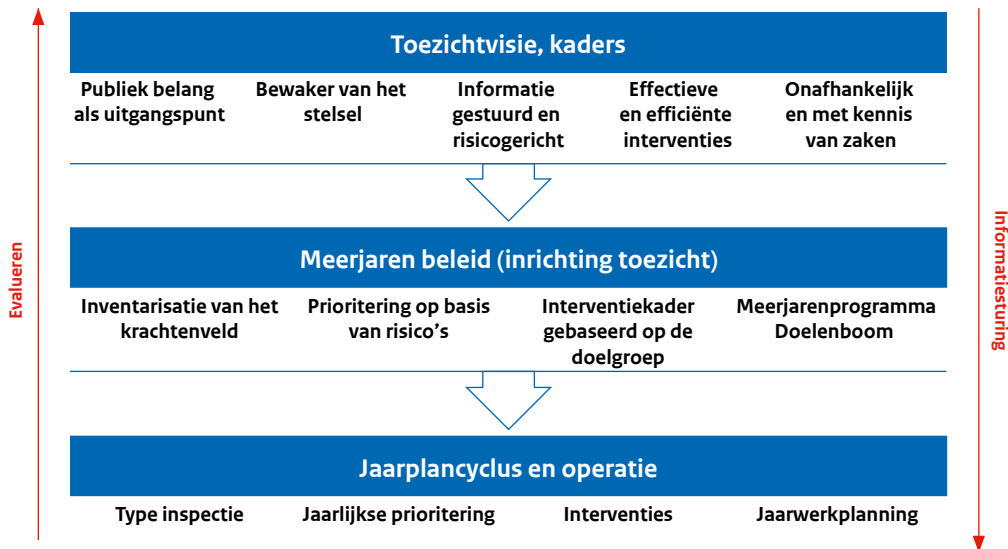 Toezichtvisie, kaders
Publiek belang
als uitgangspunt
Bewaker van het
stelsel
Informatie
gestuurd en
risicogericht
Effectieve
en efficiënte
interventies
Onafhankelijk
en met kennis
van zaken
Evalueren
Informatiesturing
Meerjaren beleid (inrichting toezicht)
Inventarisatie van het
krachtenveld
Prioritering op basis
van risico's
Interventiekader
gebaseerd op de
doelgroep
Meerjarenprogramma
Doelenboom
Jaarplancyclus en operatie
Type inspectie
Jaarlijkse prioritering
Interventies
Jaarwerkplanning